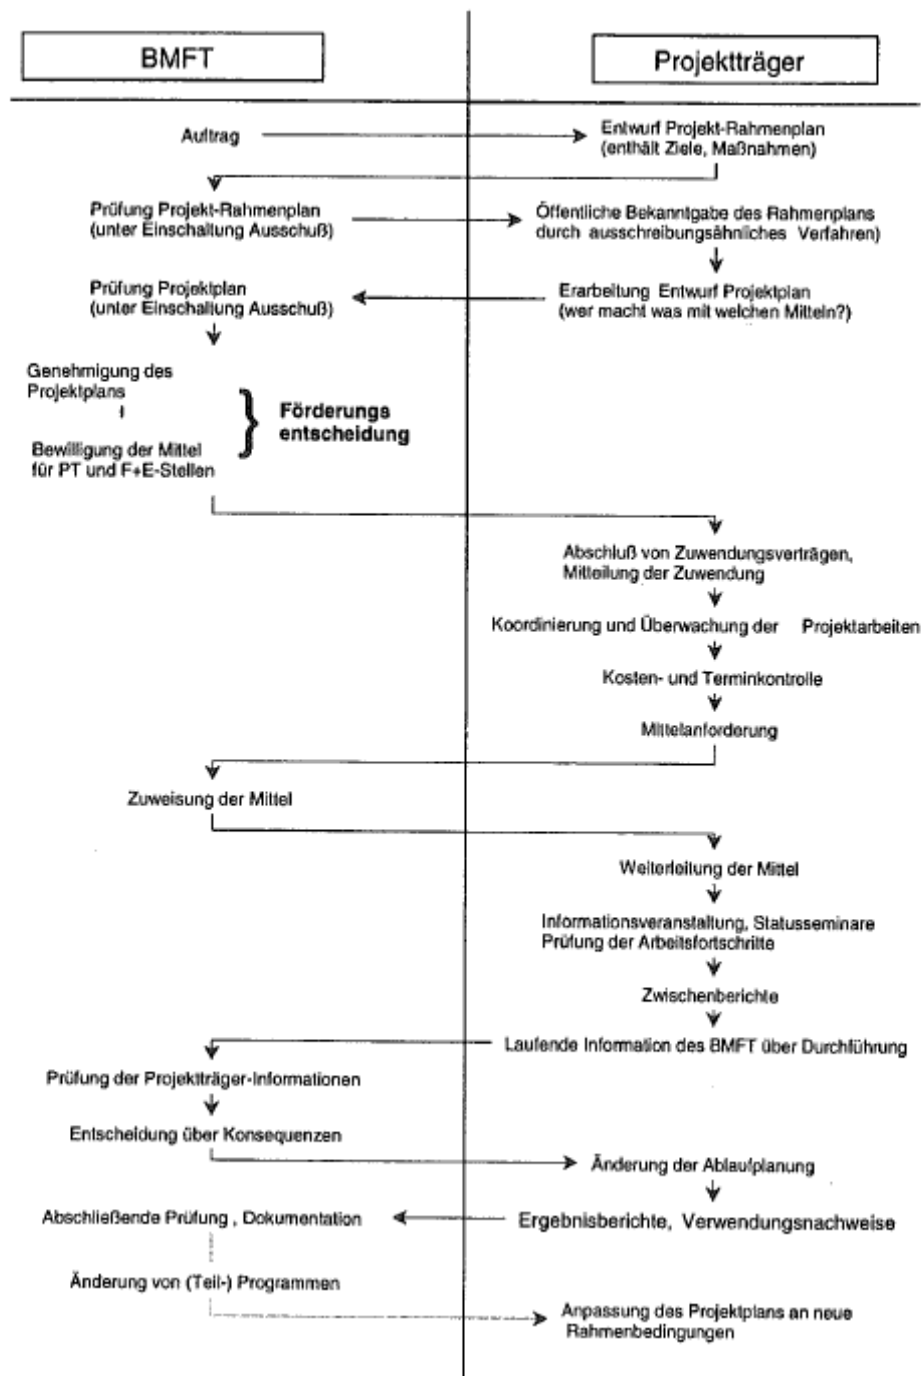 BMFT
Projektträger
Auftrag
Entwurf Projekt-Rahmenplan
(enthält Ziele, Maßnahmen)
Prüfung Projekt-Rahmenplan
(unter Einschaltung Ausschuß)
Öffentliche Bekanntgabe des Rahmenplans
durch ausschreibungsähnliches Verfahren)
Prüfung Projektplan
(unter Einschaltung Ausschuß)
Erarbeitung Entwurf Projektplan
(wer macht was mit welchen Mitteln?)
Genehmigung des
Projektplans
Bewilligung der Mittel
für PT und F+E-Stellen
Förderungs
entscheidung
Abschluß von Zuwendungsverträgen,
Mitteilung der Zuwendung
Koordinierung und Überwachung der Projektarbeiten
Kosten- und Terminkontrolle
Mittelanforderung
Zuweisung der Mittel
Weiterleitung der Mittel
Informationsveranstaltung, Statusseminare
Prüfung der Arbeitsfortschritte
Zwischenberichte
Laufende Information des BMFT über Durchführung
Prüfung der Projektträger-Informationen
Entscheidung über Konsequenzen
Änderung der Ablaufplanung
Abschließende Prüfung , Dokumentation
Ergebnisberichte, Verwendungsnachweise
Änderung von (Teil-) Programmen
Anpassung des Projektplans an neue
Rahmenbedingungen